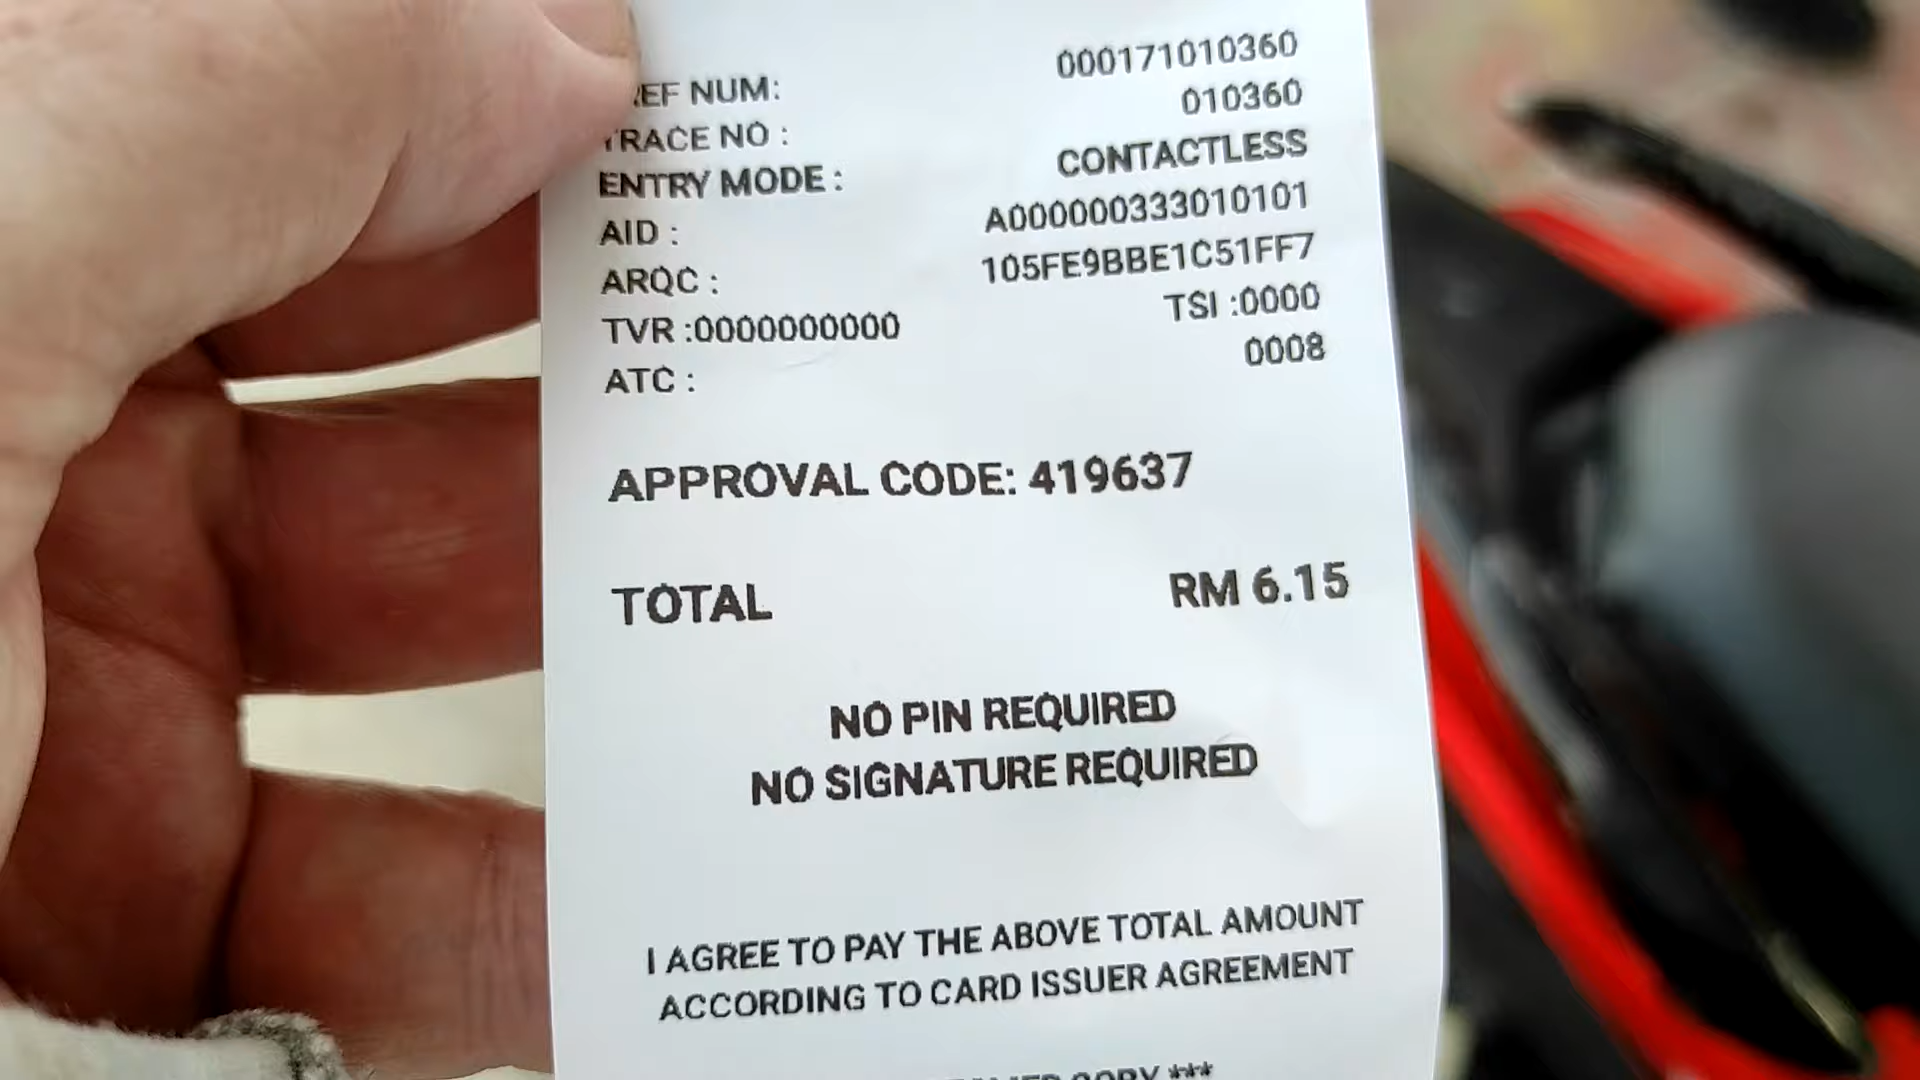 REF NUM: 000171010360
TRACE NO : 010360
ENTRY MODE : CONTACTLESS
AID : A000000333010101
ARQC : 105FE9BBE1C51FF7
TVR :0000000000 TSI :0000
ATC : 0008
APPROVAL CODE: 419637
TOTAL RM 6.15
NO PIN REQUIRED
NO SIGNATURE REQUIRED
I AGREE TO PAY THE ABOVE TOTAL AMOUNT
ACCORDING TO CARD ISSUER AGREEMENT
COPY ***